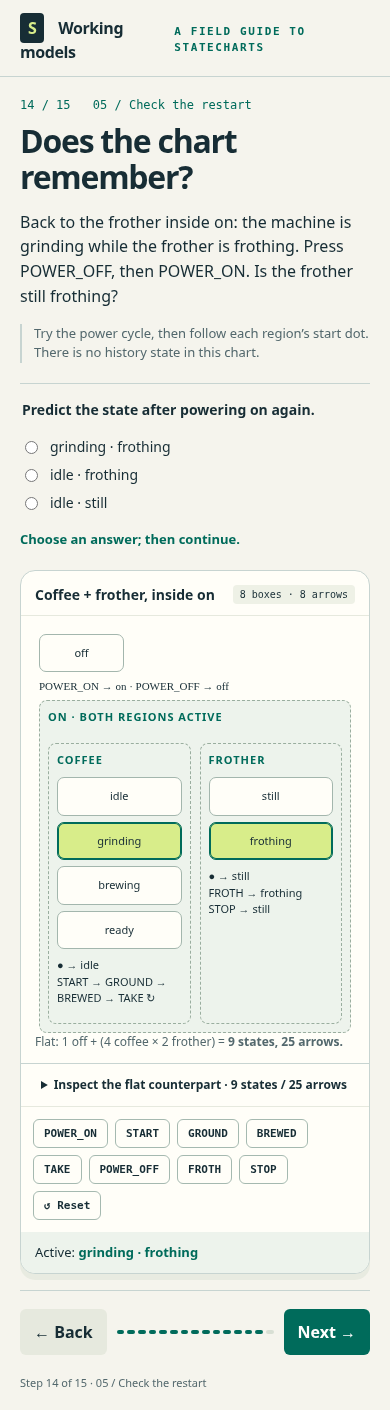 S Working models
A FIELD GUIDE TO
STATECHARTS
14 / 15 05 / Check the restart
Does the chart
remember?
Back to the frother inside on: the machine is
grinding while the frother is frothing. Press
POWER_OFF, then POWER_ON. Is the frother
still frothing?
Try the power cycle, then follow each region’s start dot.
There is no history state in this chart.
Predict the state after powering on again.
grinding · frothing
idle · frothing
idle · still
Choose an answer; then continue.
Coffee + frother, inside on
8 boxes · 8 arrows
off
POWER_ON → on · POWER_OFF → off
ON · BOTH REGIONS ACTIVE
COFFEE
idle
grinding
brewing
ready
● → idle
START → GROUND →
BREWED → TAKE ↻
FROTHER
still
frothing
● → still
FROTH → frothing
STOP → still
Flat: 1 off + (4 coffee × 2 frother) = 9 states, 25 arrows.
▶ Inspect the flat counterpart · 9 states / 25 arrows
POWER_ON START GROUND BREWED
TAKE POWER_OFF FROTH STOP
↺ Reset
Active: grinding · frothing
← Back
Next →
Step 14 of 15 · 05 / Check the restart